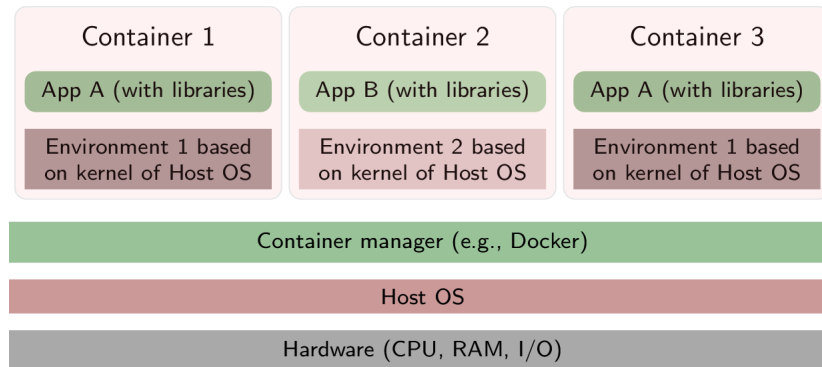 Container 1
Container 2
Container 3
App A (with libraries)
App B (with libraries)
App A (with libraries)
Environment 1 based
on kernel of Host OS
Environment 2 based
on kernel of Host OS
Environment 1 based
on kernel of Host OS
Container manager (e.g., Docker)
Host OS
Hardware (CPU, RAM, I/O)